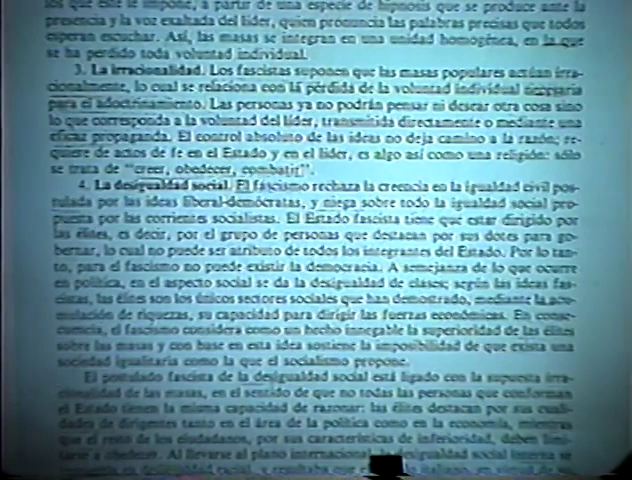 los que éste le impone, a partir de una especie de hipnosis que se produce ante la
presencia y la voz exaltada del líder, quien pronuncia las palabras precisas que todos
esperan escuchar. Así, las masas se integran en una unidad homogénea, en la que
se ha perdido toda voluntad individual.
3. La irracionalidad. Los fascistas suponen que las masas populares actúan irra-
cionalmente, lo cual se relaciona con la pérdida de la voluntad individual necesaria
para el adoctrinamiento. Las personas ya no podrán pensar ni desear otra cosa sino
lo que corresponda a la voluntad del líder, transmitida directamente o mediante una
eficaz propaganda. El control absoluto de las ideas no deja camino a la razón; re-
quiere de actos de fe en el Estado y en el líder, es algo así como una religión: sólo
se trata de "creer, obedecer, combatir".
4. La desigualdad social. El fascismo rechaza la creencia en la igualdad civil pos-
tulada por las ideas liberal-demócratas, y niega sobre todo la igualdad social pro-
puesta por las corrientes socialistas. El Estado fascista tiene que estar dirigido por
las élites, es decir, por el grupo de personas que destacan por sus dotes para go-
bernar, lo cual no puede ser atributo de todos los integrantes del Estado. Por lo tan-
to, para el fascismo no puede existir la democracia. A semejanza de lo que ocurre
en política, en el aspecto social se da la desigualdad de clases; según las ideas fas-
cistas, las élites son los únicos sectores sociales que han demostrado, mediante la acu-
mulación de riquezas, su capacidad para dirigir las fuerzas económicas. En conse-
cuencia, el fascismo considera como un hecho innegable la superioridad de las élites
sobre las masas y con base en esta idea sostiene la imposibilidad de que exista una
sociedad igualitaria como la que el socialismo propone.
El postulado fascista de la desigualdad social está ligado con la supuesta irra-
cionalidad de las masas, en el sentido de que no todas las personas que conforman
el Estado tienen la misma capacidad de razonar: las élites destacan por sus cuali-
dades de dirigentes tanto en el área de la política como en la economía, mientras
que el resto de los ciudadanos, por sus características de inferioridad, deben limi-
tarse a obedecer. Al llevarse al plano internacional, la desigualdad social interna se
en desigualdad racial, y resultaba que el italiano, en virtud de su